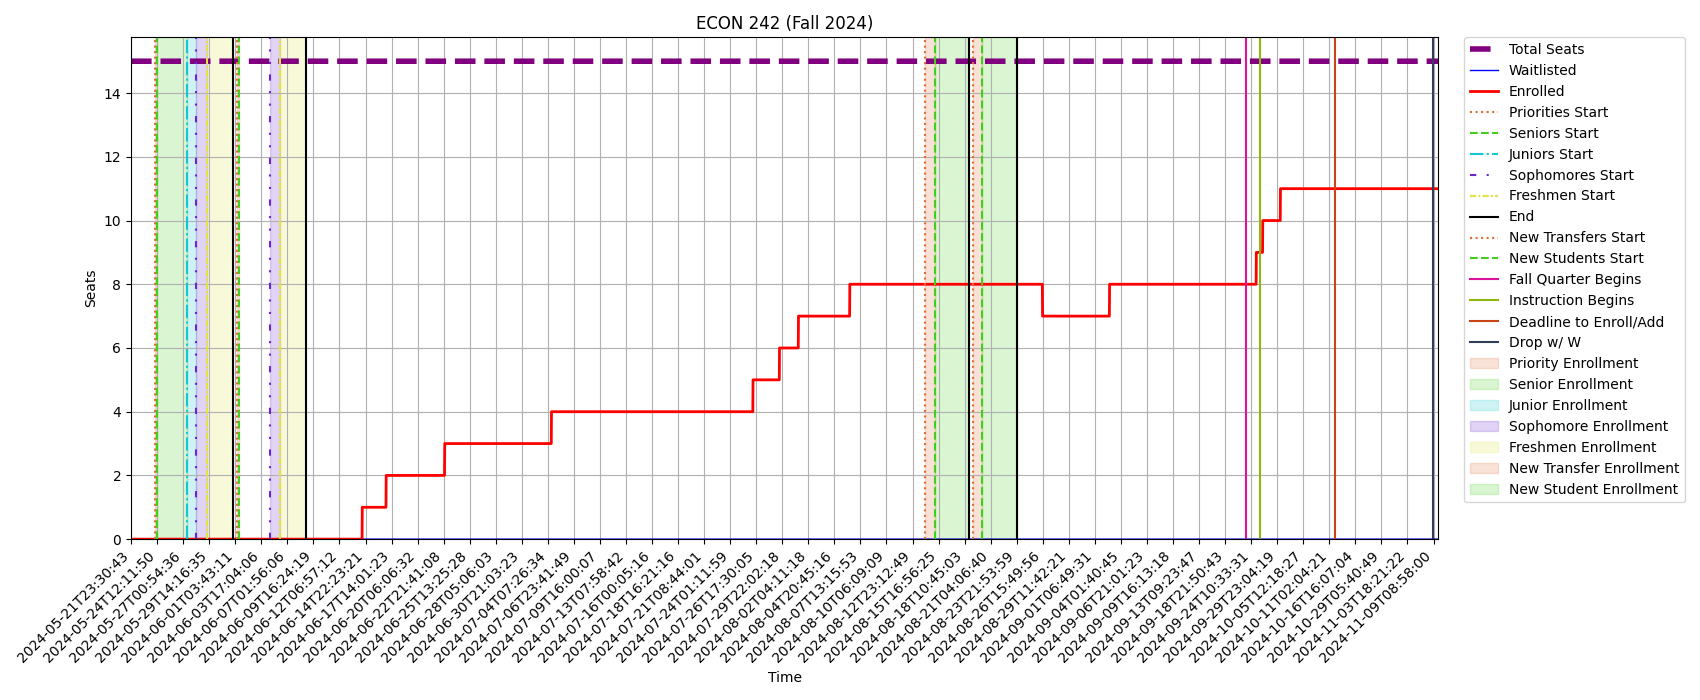 ECON 242 (Fall 2024)
Seats
14
12
10
8
6
4
2
0
2024-05-21T23:30:43
2024-05-24T12:11:50
2024-05-27T00:54:36
2024-05-29T14:16:35
2024-06-01T03:43:11
2024-06-03T17:04:06
2024-06-07T01:56:06
2024-06-09T16:24:19
2024-06-12T06:57:12
2024-06-14T22:23:21
2024-06-17T14:01:23
2024-06-20T06:06:32
2024-06-22T21:41:08
2024-06-25T13:25:28
2024-06-28T05:06:03
2024-06-30T21:03:23
2024-07-04T07:26:34
2024-07-06T23:41:49
2024-07-09T16:00:07
2024-07-13T07:58:42
2024-07-16T00:05:16
2024-07-18T16:21:16
2024-07-21T08:44:01
2024-07-24T01:11:59
2024-07-26T17:30:05
2024-07-29T22:02:18
2024-08-02T04:11:18
2024-08-04T20:45:16
2024-08-07T13:15:53
2024-08-10T06:09:09
2024-08-12T23:12:49
2024-08-15T16:56:25
2024-08-18T10:45:03
2024-08-21T04:06:40
2024-08-23T21:53:59
2024-08-26T15:49:56
2024-08-29T11:42:21
2024-09-01T06:49:31
2024-09-04T01:40:45
2024-09-06T21:01:23
2024-09-09T16:13:18
2024-09-13T09:23:47
2024-09-18T21:50:43
2024-09-24T10:33:31
2024-09-29T23:04:19
2024-10-05T12:18:27
2024-10-11T02:04:21
2024-10-16T16:07:04
2024-10-29T05:40:49
2024-11-03T18:21:22
2024-11-09T08:58:00
Time
Total Seats
Waitlisted
Enrolled
Priorities Start
Seniors Start
Juniors Start
Sophomores Start
Freshmen Start
End
New Transfers Start
New Students Start
Fall Quarter Begins
Instruction Begins
Deadline to Enroll/Add
Drop w/ W
Priority Enrollment
Senior Enrollment
Junior Enrollment
Sophomore Enrollment
Freshmen Enrollment
New Transfer Enrollment
New Student Enrollment